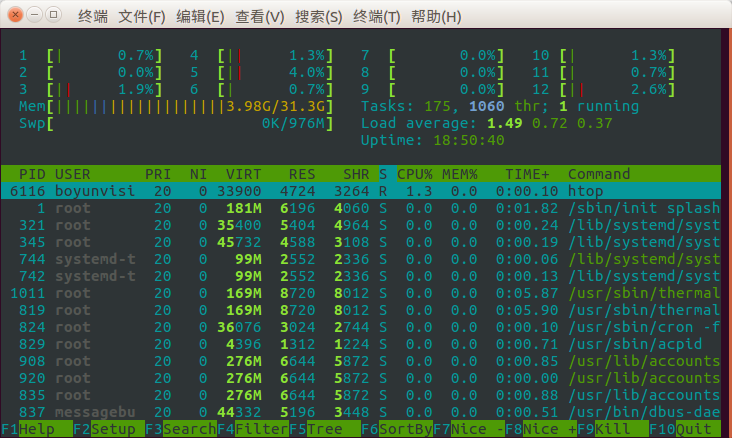 终端 文件(F) 编辑(E) 查看(V) 搜索(S) 终端(T) 帮助(H)
1 [| 0.7%] 4 [|| 1.3%] 7 [ 0.0%] 10 [| 1.3%]
2 [ 0.0%] 5 [|| 4.0%] 8 [ 0.0%] 11 [| 0.7%]
3 [|| 1.9%] 6 [| 0.7%] 9 [ 0.0%] 12 [|| 2.6%]
Mem[|||||||||||||||||||3.98G/31.3G] Tasks: 175, 1060 thr; 1 running
Swp[ 0K/976M] Load average: 1.49 0.72 0.37
Uptime: 18:50:40
PID USER PRI NI VIRT RES SHR S CPU% MEM% TIME+ Command
6116 boyunvisi 20 0 33900 4724 3264 R 1.3 0.0 0:00.10 htop
1 root 20 0 181M 6196 4060 S 0.0 0.0 0:01.82 /sbin/init splash
321 root 20 0 35400 5404 4964 S 0.0 0.0 0:00.24 /lib/systemd/syst
345 root 20 0 45732 4588 3108 S 0.0 0.0 0:00.19 /lib/systemd/syst
744 systemd-t 20 0 99M 2552 2336 S 0.0 0.0 0:00.06 /lib/systemd/syst
742 systemd-t 20 0 99M 2552 2336 S 0.0 0.0 0:00.13 /lib/systemd/syst
1011 root 20 0 169M 8720 8012 S 0.0 0.0 0:05.87 /usr/sbin/thermal
819 root 20 0 169M 8720 8012 S 0.0 0.0 0:05.90 /usr/sbin/thermal
824 root 20 0 36076 3024 2744 S 0.0 0.0 0:00.10 /usr/sbin/cron -f
829 root 20 0 4396 1312 1224 S 0.0 0.0 0:00.71 /usr/sbin/acpid
908 root 20 0 276M 6644 5872 S 0.0 0.0 0:00.85 /usr/lib/accounts
920 root 20 0 276M 6644 5872 S 0.0 0.0 0:00.00 /usr/lib/accounts
835 root 20 0 276M 6644 5872 S 0.0 0.0 0:00.88 /usr/lib/accounts
837 messagebu 20 0 44332 5196 3448 S 0.0 0.0 0:00.51 /usr/bin/dbus-dae
F1Help F2Setup F3SearchF4FilterF5Tree F6SortByF7Nice -F8Nice +F9Kill F10Quit